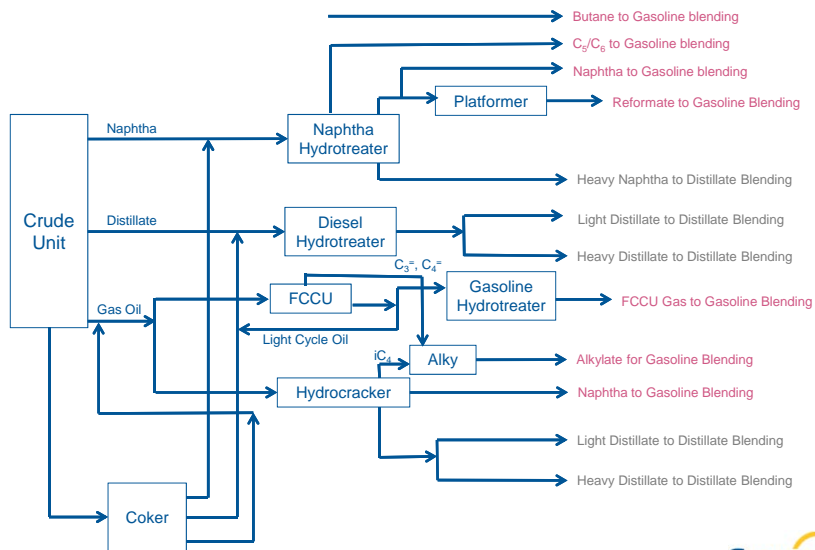 Butane to Gasoline blending
C₅/C₆ to Gasoline blending
Naphtha to Gasoline blending
Platformer
Reformate to Gasoline Blending
Naphtha
Naphtha
Hydrotreater
Heavy Naphtha to Distillate Blending
Crude
Unit
Distillate
Diesel
Hydrotreater
Light Distillate to Distillate Blending
Heavy Distillate to Distillate Blending
C₃⁼, C₄⁼
Gas Oil
FCCU
Gasoline
Hydrotreater
FCCU Gas to Gasoline Blending
Light Cycle Oil
iC₄
Alky
Alkylate for Gasoline Blending
Hydrocracker
Naphtha to Gasoline Blending
Light Distillate to Distillate Blending
Heavy Distillate to Distillate Blending
Coker